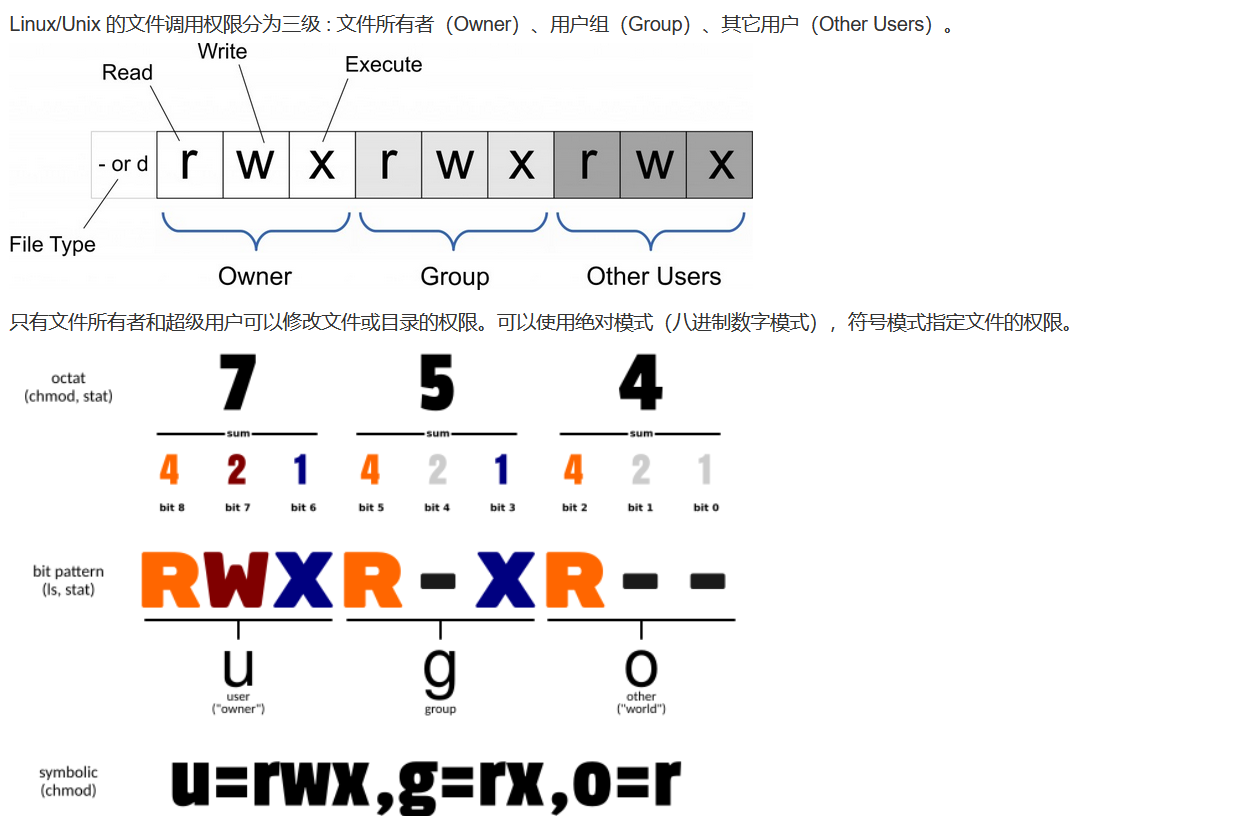 Linux/Unix 的文件调用权限分为三级 : 文件所有者（Owner）、用户组（Group）、其它用户（Other Users）。
Write
Read
Execute
- or d r w x r w x r w x
File Type
Owner Group Other Users
只有文件所有者和超级用户可以修改文件或目录的权限。可以使用绝对模式（八进制数字模式），符号模式指定文件的权限。
octat
(chmod, stat)
7 5 4
sum sum sum
4 2 1 4 2 1 4 2 1
bit 8 bit 7 bit 6 bit 5 bit 4 bit 3 bit 2 bit 1 bit 0
bit pattern
(ls, stat)
RWXR-XR--
u g o
user group other
("owner") ("world")
symbolic
(chmod)
u=rwx,g=rx,o=r